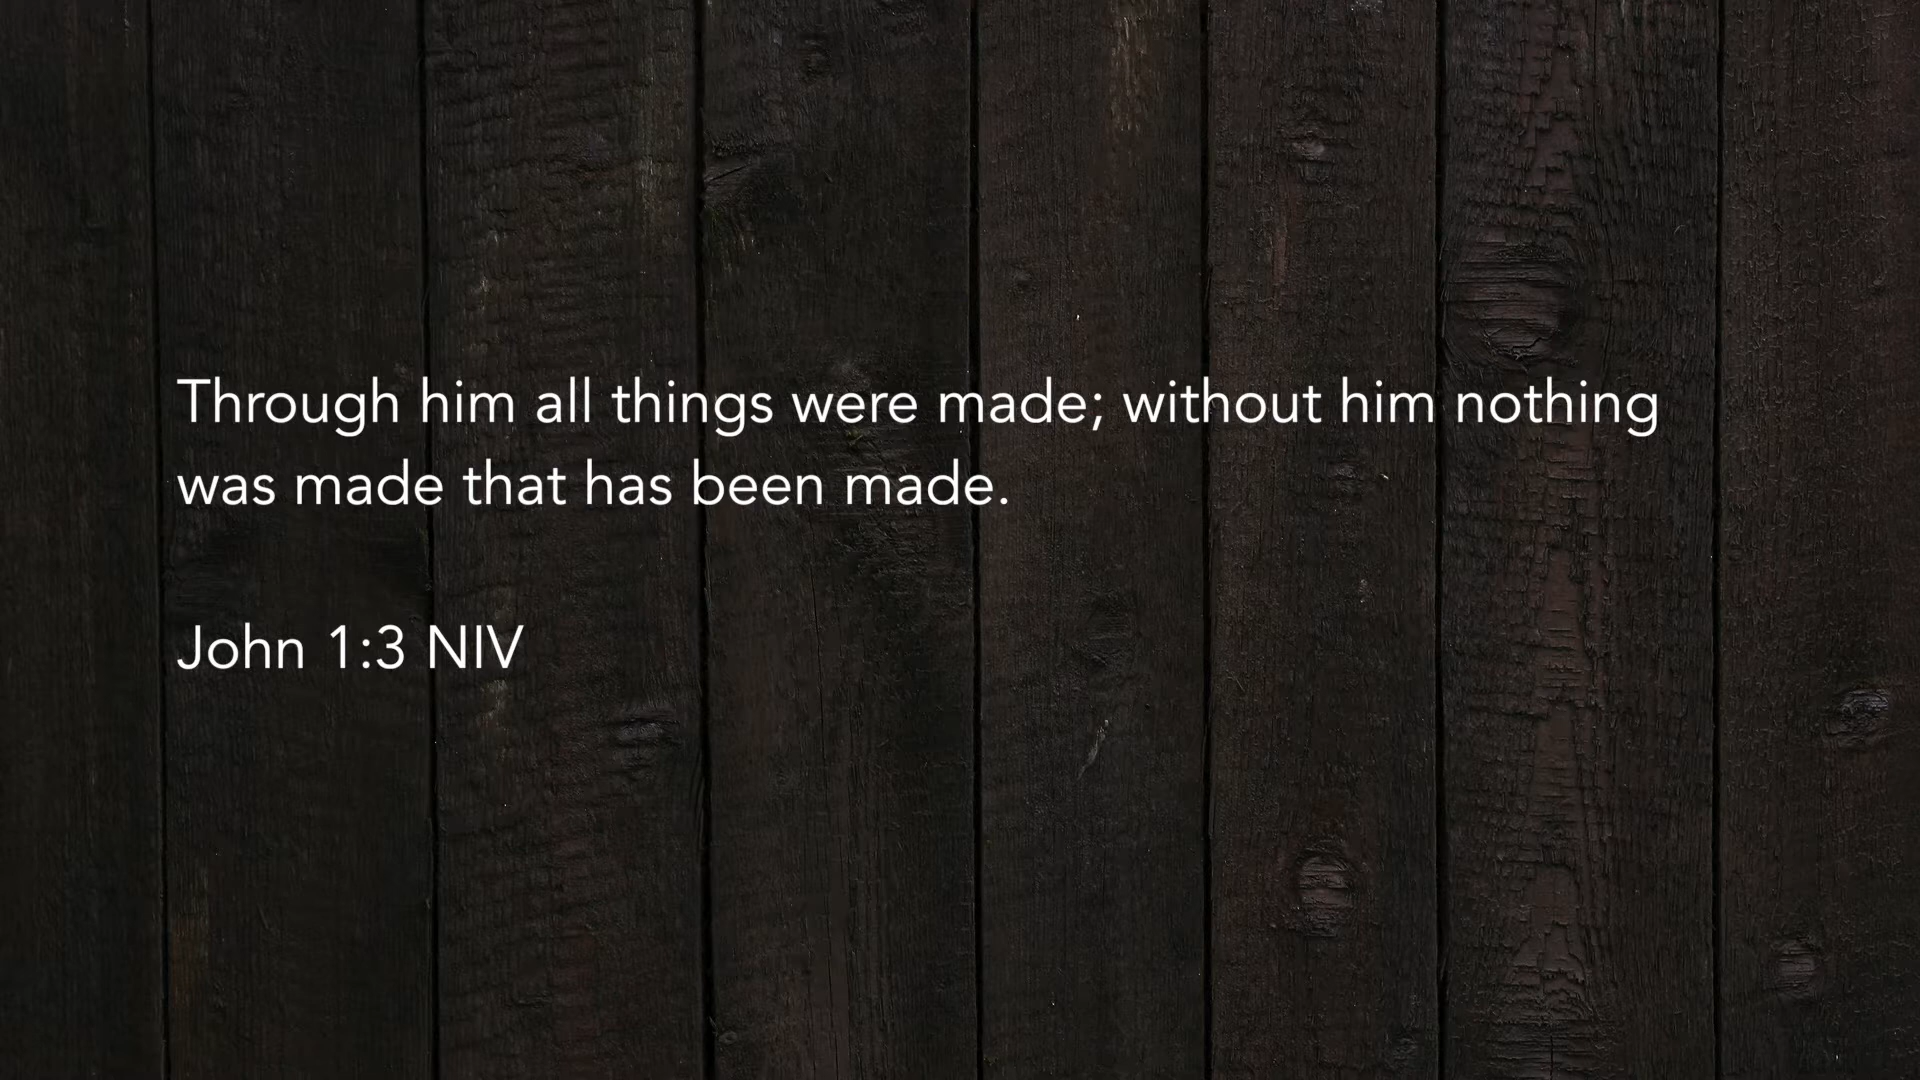 Through him all things were made; without him nothing
was made that has been made.
John 1:3 NIV